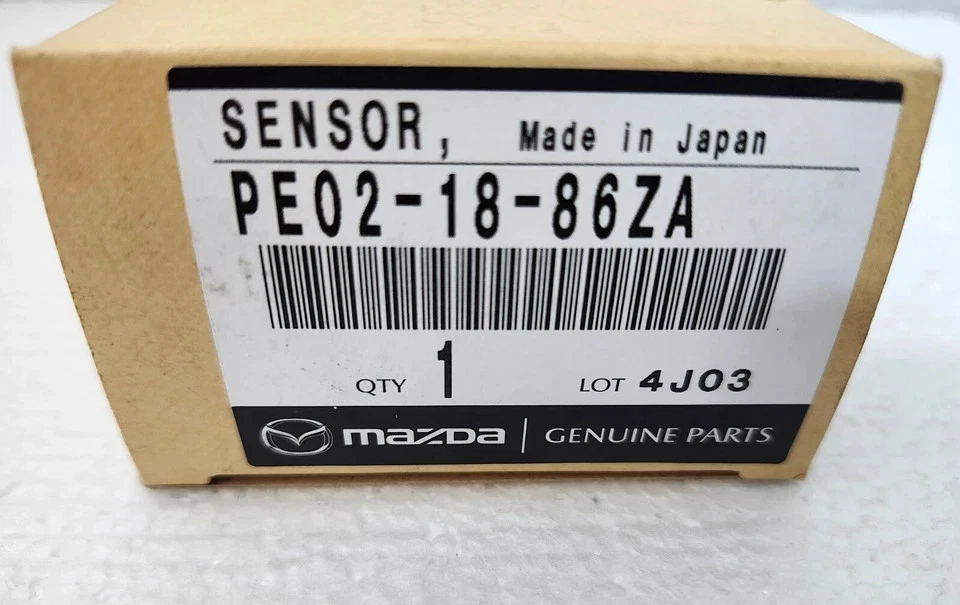 SENSOR, Made in Japan
PE02-18-86ZA
QTY 1 LOT 4J03
mazda GENUINE PARTS